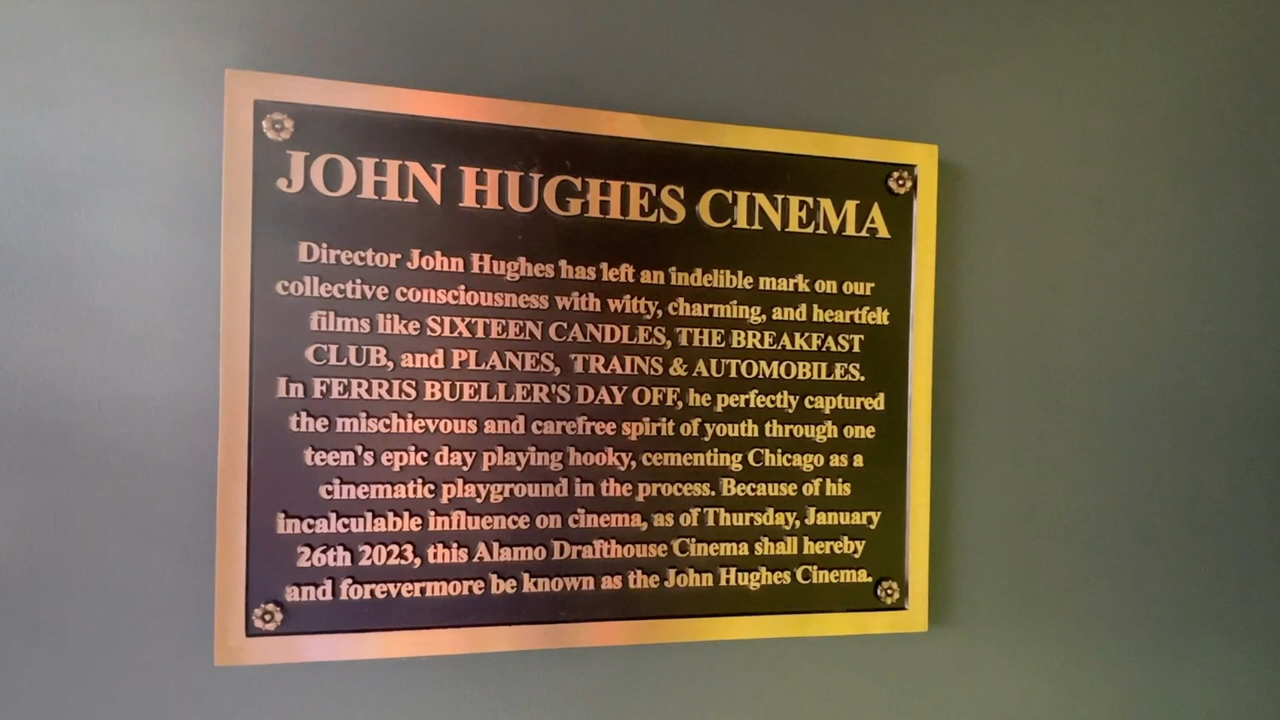 JOHN HUGHES CINEMA
Director John Hughes has left an indelible mark on our
collective consciousness with witty, charming, and heartfelt
films like SIXTEEN CANDLES, THE BREAKFAST
CLUB, and PLANES, TRAINS & AUTOMOBILES.
In FERRIS BUELLER'S DAY OFF, he perfectly captured
the mischievous and carefree spirit of youth through one
teen's epic day playing hooky, cementing Chicago as a
cinematic playground in the process. Because of his
incalculable influence on cinema, as of Thursday, January
26th 2023, this Alamo Drafthouse Cinema shall hereby
and forevermore be known as the John Hughes Cinema.